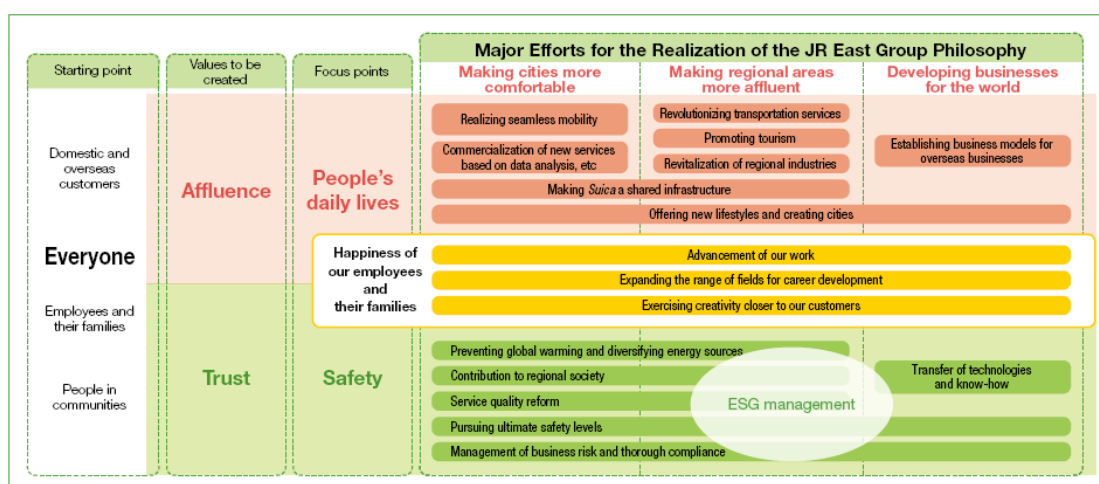 Major Efforts for the Realization of the JR East Group Philosophy
Starting point
Values to be
created
Focus points
Making cities more
comfortable
Making regional areas
more affluent
Developing businesses
for the world
Domestic and
overseas
customers
Everyone
Employees and
their families
People in
communities
Affluence
Trust
People's
daily lives
Happiness of
our employees
and
their families
Safety
Realizing seamless mobility
Commercialization of new services
based on data analysis, etc
Revolutionizing transportation services
Promoting tourism
Revitalization of regional industries
Establishing business models for
overseas businesses
Making Suica a shared infrastructure
Offering new lifestyles and creating cities
Advancement of our work
Expanding the range of fields for career development
Exercising creativity closer to our customers
Preventing global warming and diversifying energy sources
Contribution to regional society
Service quality reform
Pursuing ultimate safety levels
Management of business risk and thorough compliance
ESG management
Transfer of technologies
and know-how